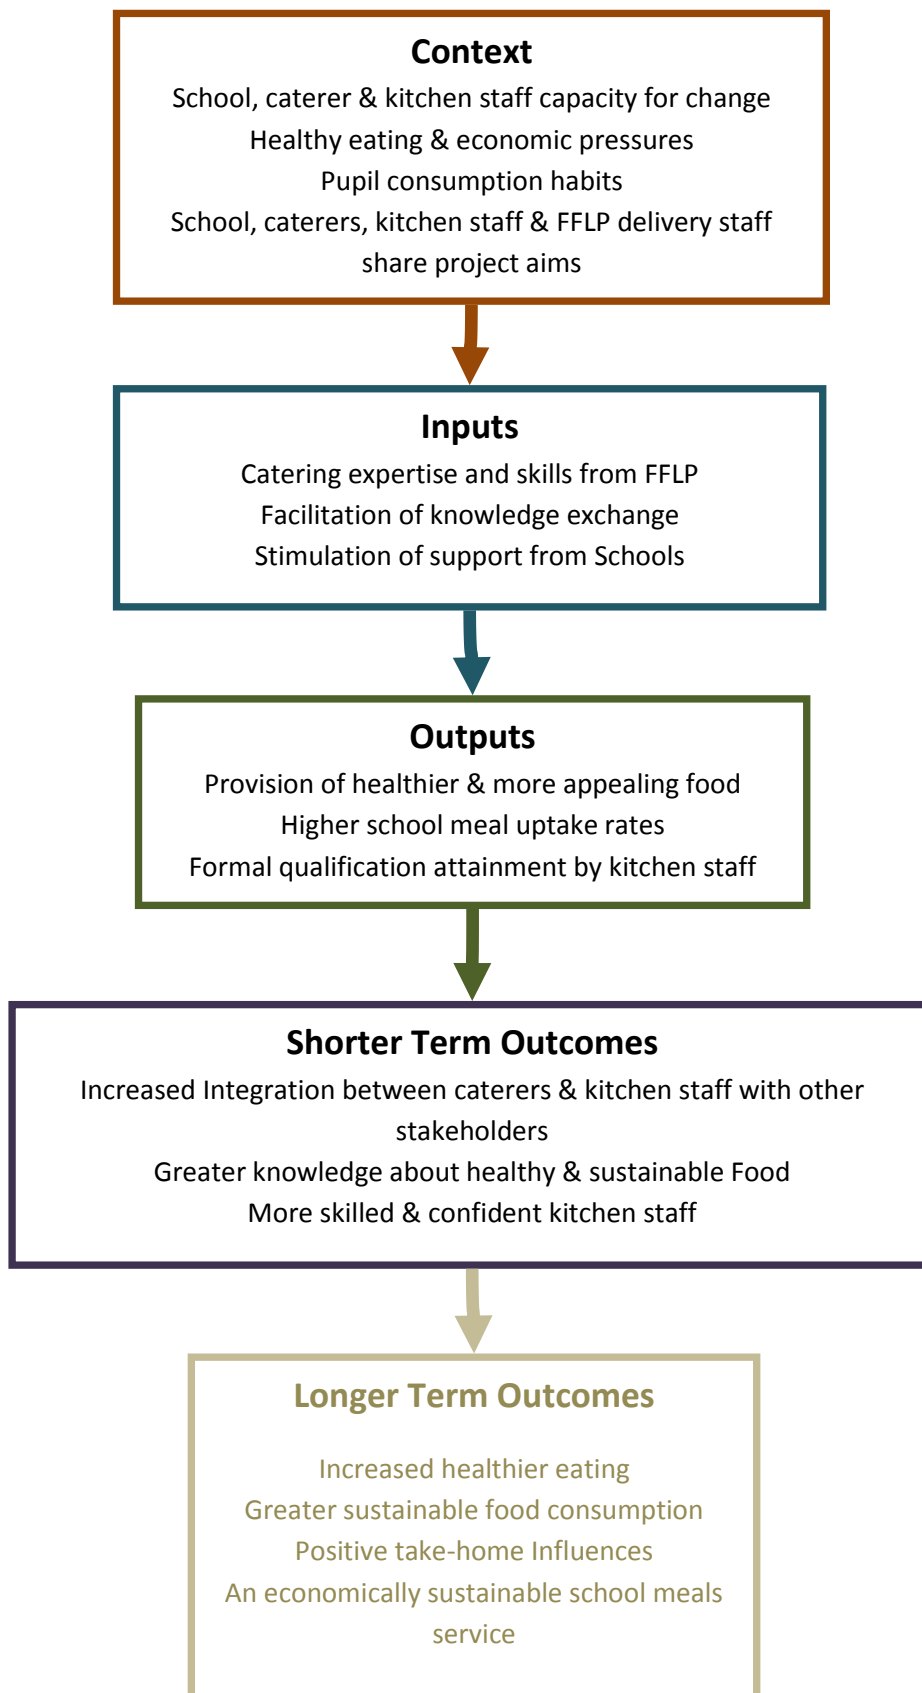 Context
School, caterer & kitchen staff capacity for change
Healthy eating & economic pressures
Pupil consumption habits
School, caterers, kitchen staff & FFLP delivery staff
share project aims
Inputs
Catering expertise and skills from FFLP
Facilitation of knowledge exchange
Stimulation of support from Schools
Outputs
Provision of healthier & more appealing food
Higher school meal uptake rates
Formal qualification attainment by kitchen staff
Shorter Term Outcomes
Increased Integration between caterers & kitchen staff with other
stakeholders
Greater knowledge about healthy & sustainable Food
More skilled & confident kitchen staff
Longer Term Outcomes
Increased healthier eating
Greater sustainable food consumption
Positive take-home Influences
An economically sustainable school meals
service